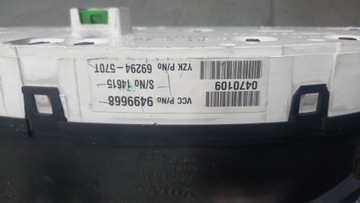 0470109
VCC P/No 9499668
S/No 14615
YZK P/No 69294-570T